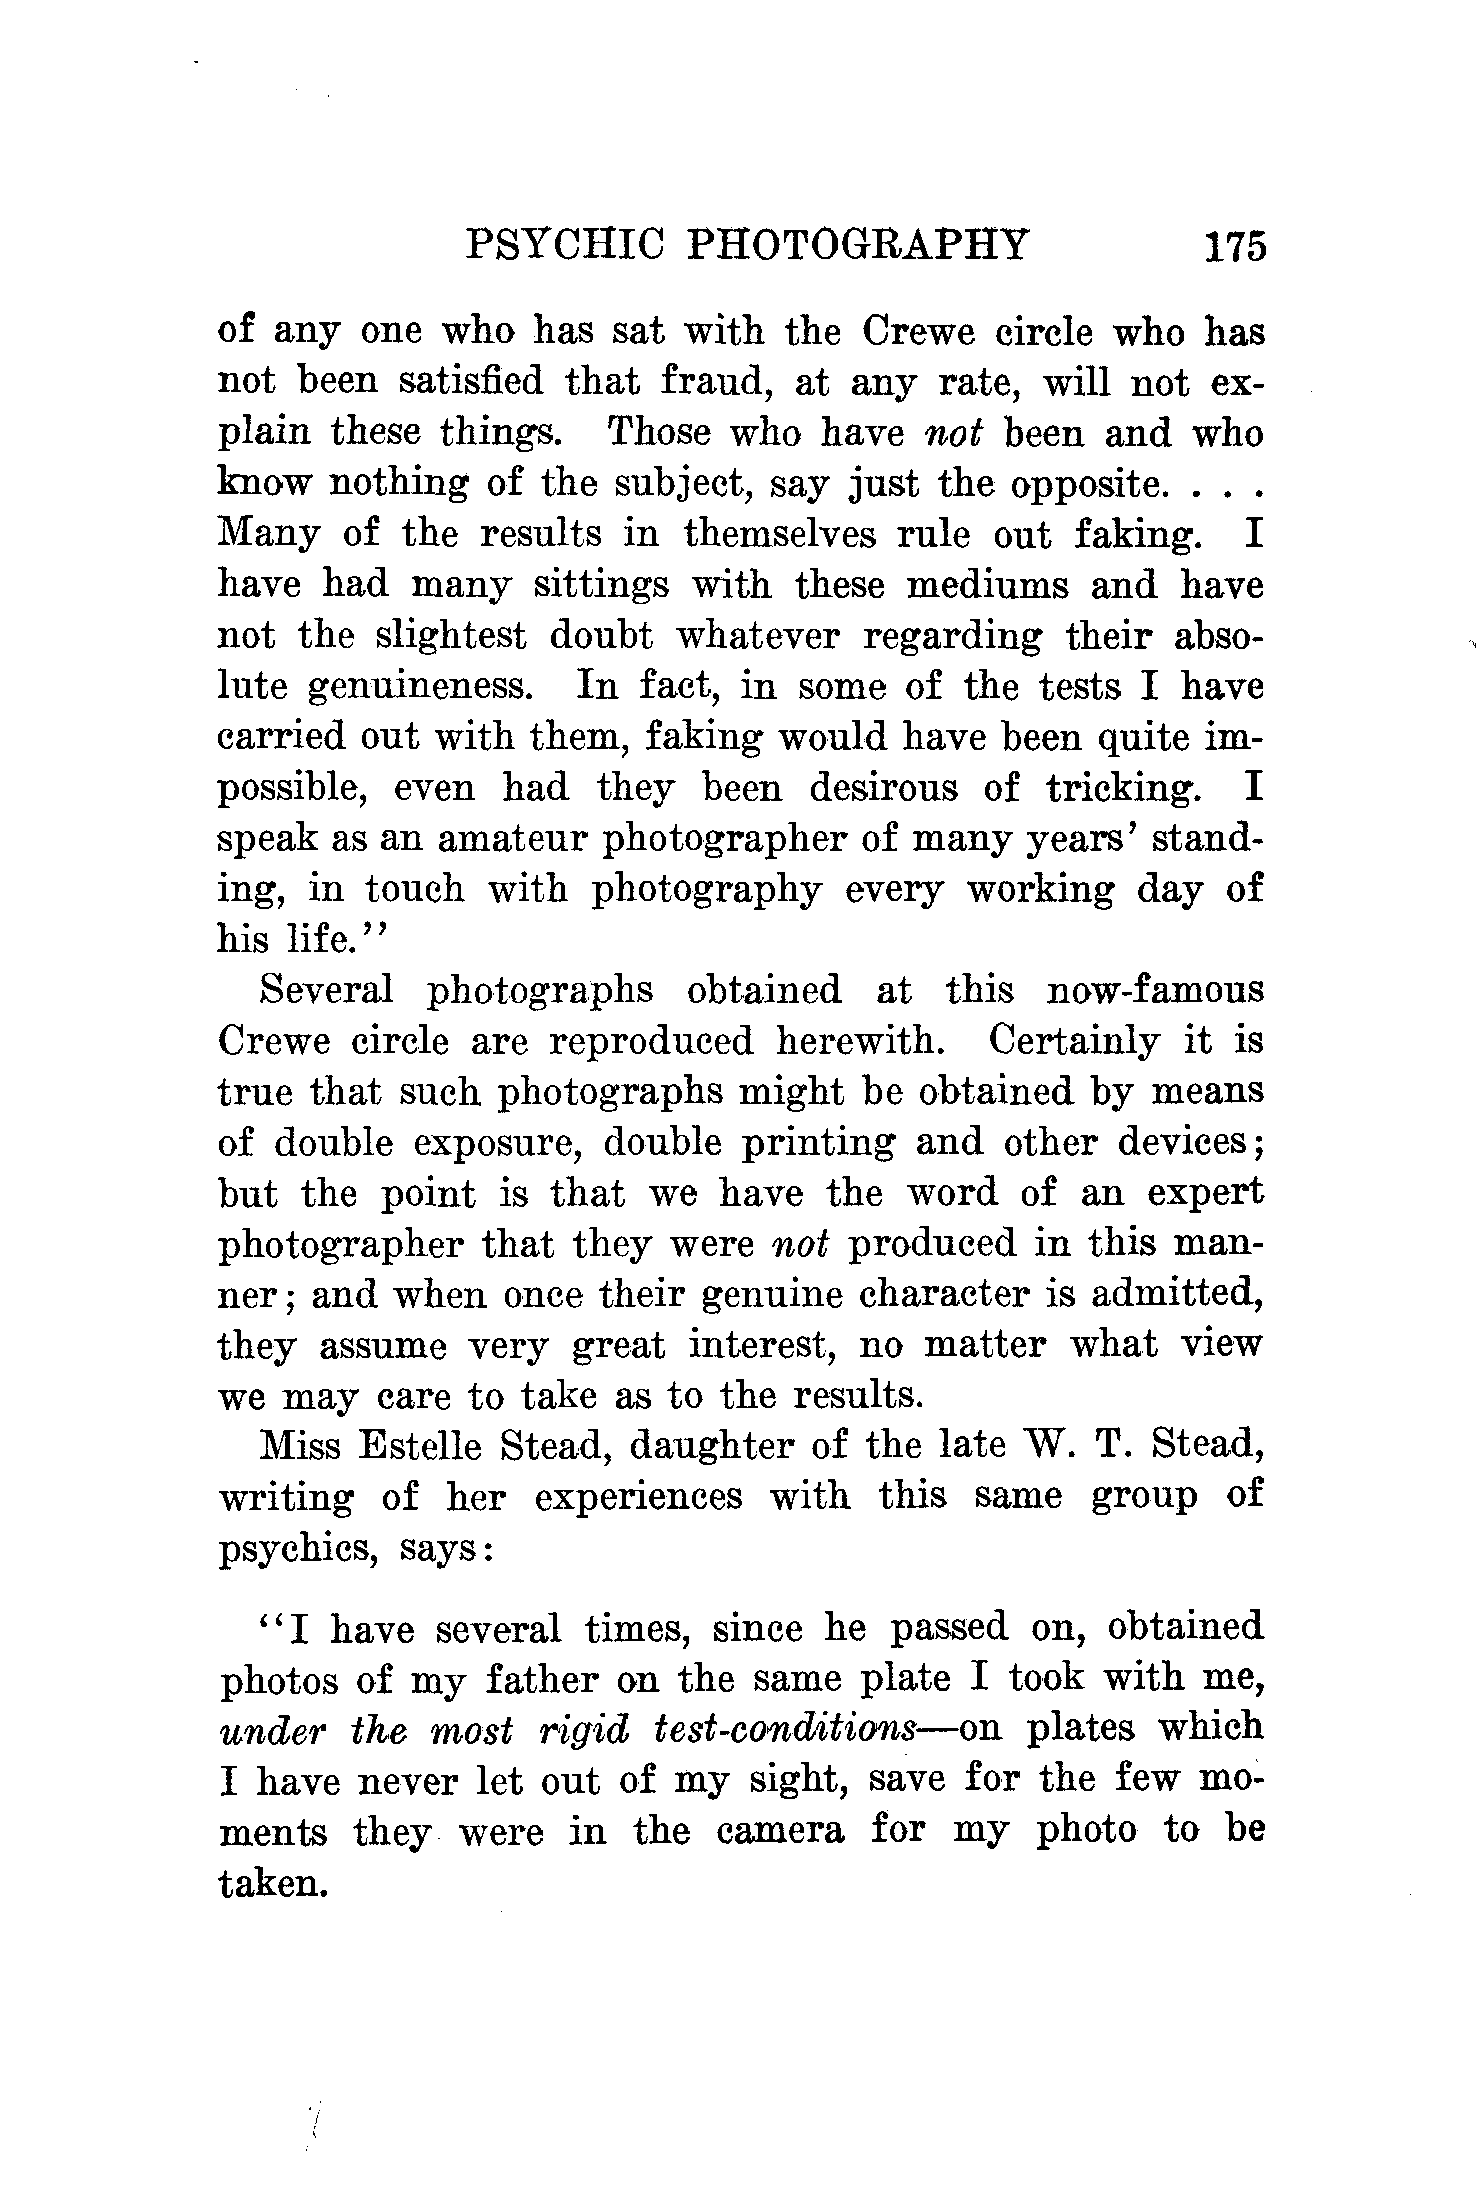 PSYCHIC PHOTOGRAPHY 175
of any one who has sat with the Crewe circle who has
not been satisfied that fraud, at any rate, will not ex-
plain these things. Those who have not been and who
know nothing of the subject, say just the opposite. . . .
Many of the results in themselves rule out faking. I
have had many sittings with these mediums and have
not the slightest doubt whatever regarding their abso-
lute genuineness. In fact, in some of the tests I have
carried out with them, faking would have been quite im-
possible, even had they been desirous of tricking. I
speak as an amateur photographer of many years' stand-
ing, in touch with photography every working day of
his life.''
Several photographs obtained at this now-famous
Crewe circle are reproduced herewith. Certainly it is
true that such photographs might be obtained by means
of double exposure, double printing and other devices;
but the point is that we have the word of an expert
photographer that they were not produced in this man-
ner; and when once their genuine character is admitted,
they assume very great interest, no matter what view
we may care to take as to the results.
Miss Estelle Stead, daughter of the late W. T. Stead,
writing of her experiences with this same group of
psychics, says:
''I have several times, since he passed on, obtained
photos of my father on the same plate I took with me,
under the most rigid test-conditions—on plates which
I have never let out of my sight, save for the few mo-
ments they were in the camera for my photo to be
taken.